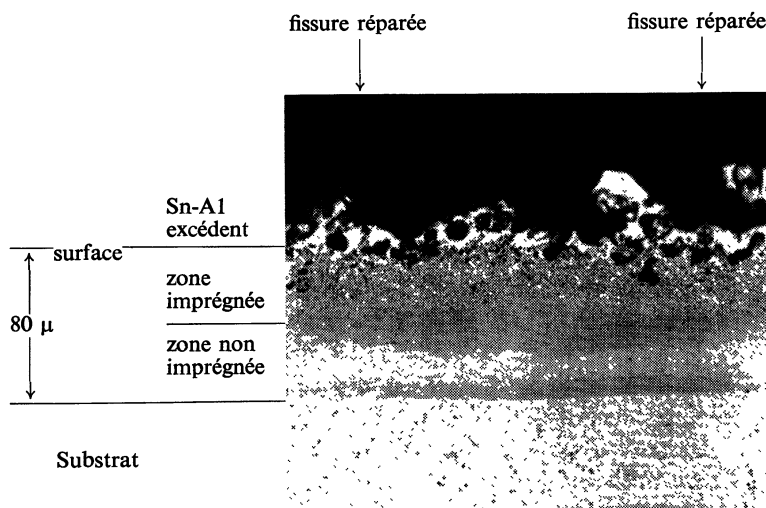 fissure réparée
fissure réparée
Sn-A1
excédent
surface
zone
imprégnée
80 μ
zone non
imprégnée
Substrat